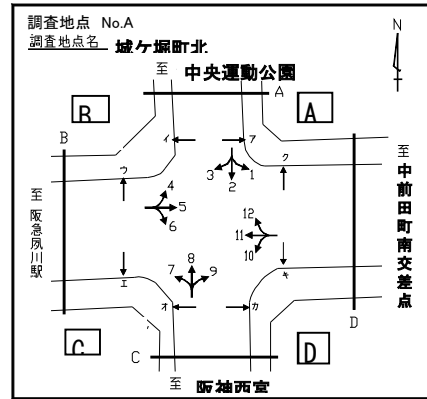 調査地点 No.A
調査地点名 城ケ堀町北
N
至
中央運動公園
A
B
A
B
イ
ア
ウ
ク
3
2
1
至
中前田町南交差点
至
阪急夙川駅
4
5
6
12
11
10
8
7
9
エ
キ
オ
カ
C
D
D
C
至
阪神西宮